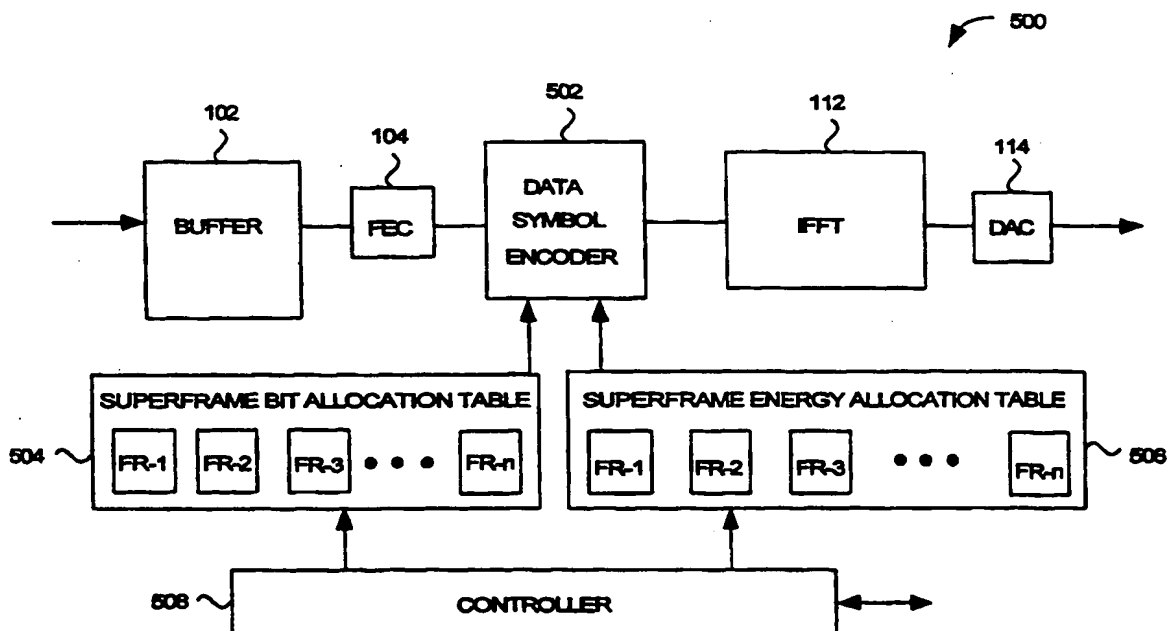 500
102
104
502
112
114
BUFFER
FEC
DATA
SYMBOL
ENCODER
IFFT
DAC
SUPERFRAME BIT ALLOCATION TABLE
504
FR-1 FR-2 FR-3 • • • FR-n
SUPERFRAME ENERGY ALLOCATION TABLE
FR-1 FR-2 FR-3 • • • FR-n
506
508
CONTROLLER